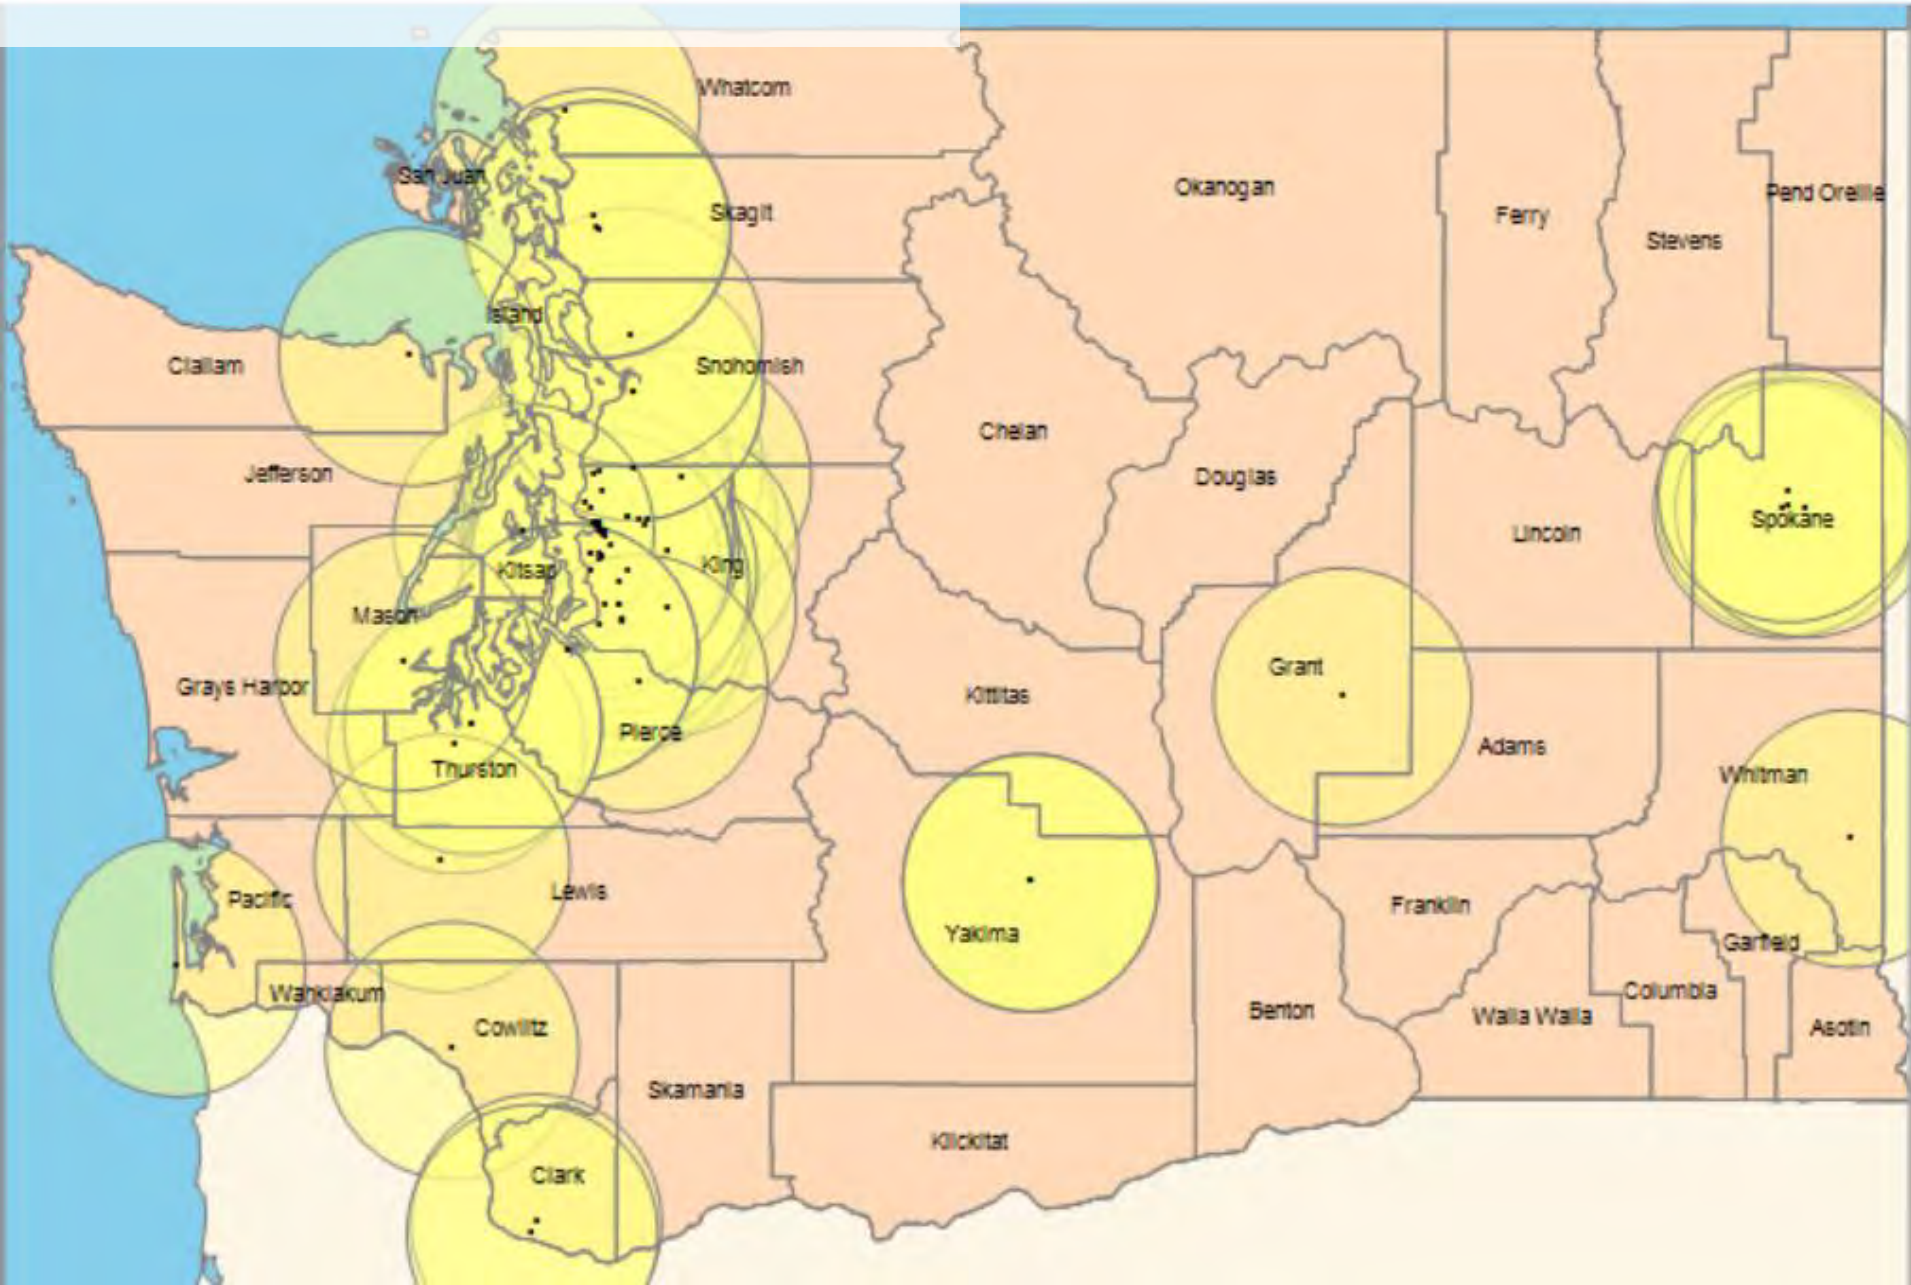 Whatcom
San Juan
Skagit
Okanogan
Ferry
Pend Oreille
Stevens
Island
Clallam
Snohomish
Chelan
Jefferson
Douglas
Lincoln
Spokane
King
Kitsap
Mason
Grant
Grays Harbor
Kittitas
Pierce
Adams
Thurston
Whitman
Lewis
Pacific
Franklin
Yakima
Garfield
Wahkiakum
Columbia
Benton
Walla Walla
Cowlitz
Asotin
Skamania
Klickitat
Clark